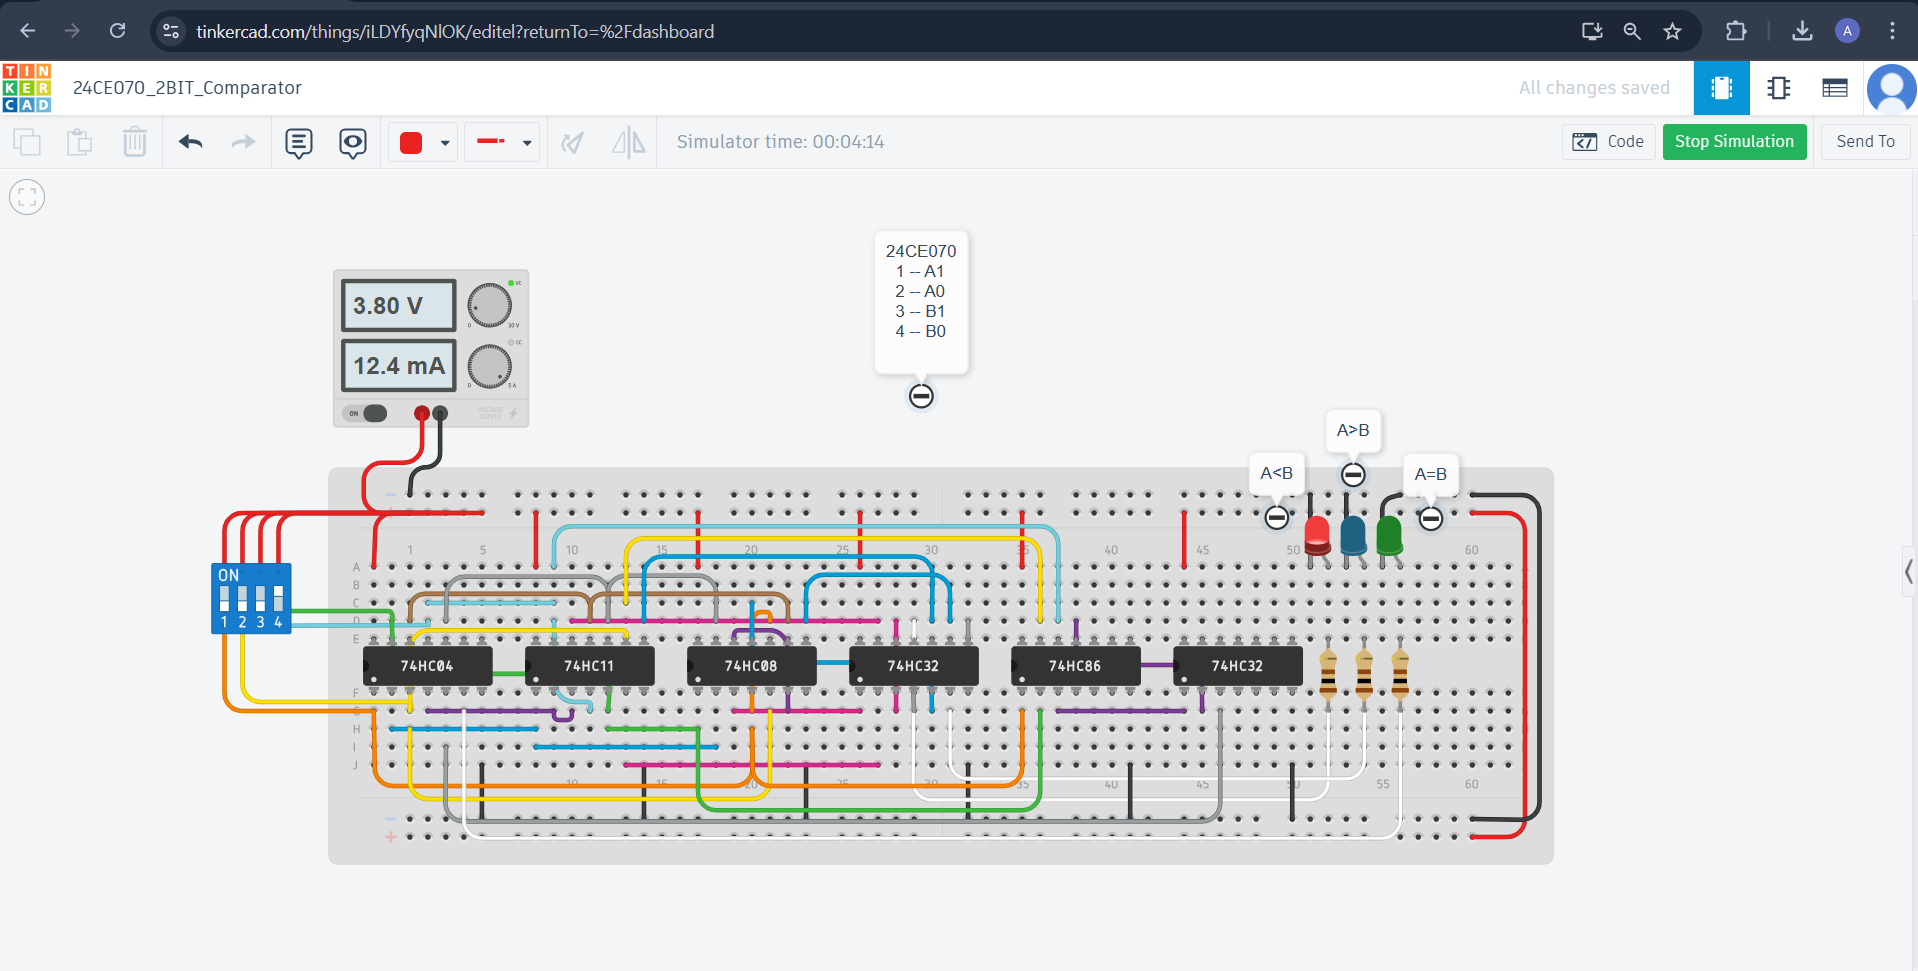 tinkercad.com/things/iLDYfyqNlOK/editel?returnTo=%2Fdashboard
A
TIN
KER
CAD
24CE070_2BIT_Comparator
All changes saved
Simulator time: 00:04:14
Code
Stop Simulation
Send To
24CE070
1 -- A1
2 -- A0
3 -- B1
4 -- B0
3.80 V
12.4 mA
ON
VOLTAGE
SUPPLY
A>B
A<B
A=B
1 5 10 15 20 25 30 35 40 45 50 60
A
B
C
D
E
ON
1 2 3 4
74HC04
74HC11
74HC08
74HC32
74HC86
74HC32
F
G
H
I
J
10 15 20 25 30 35 40 45 50 55 60